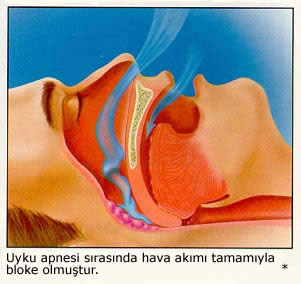 Uyku apnesi sırasında hava akımı tamamıyla
bloke olmuştur. *